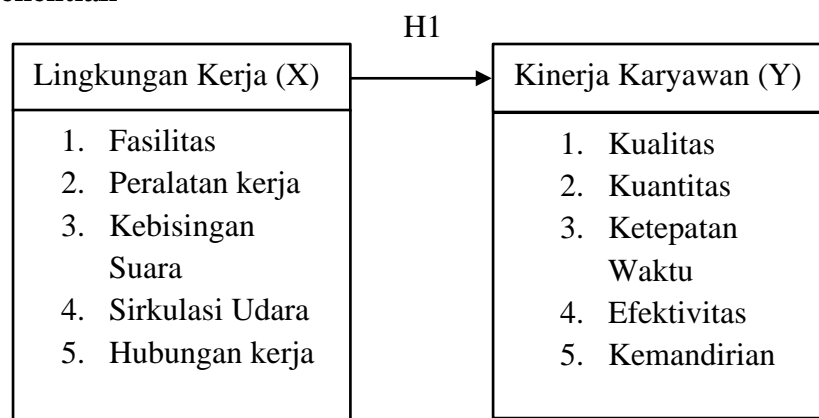 H1
Lingkungan Kerja (X)
1. Fasilitas
2. Peralatan kerja
3. Kebisingan
Suara
4. Sirkulasi Udara
5. Hubungan kerja
Kinerja Karyawan (Y)
1. Kualitas
2. Kuantitas
3. Ketepatan
Waktu
4. Efektivitas
5. Kemandirian